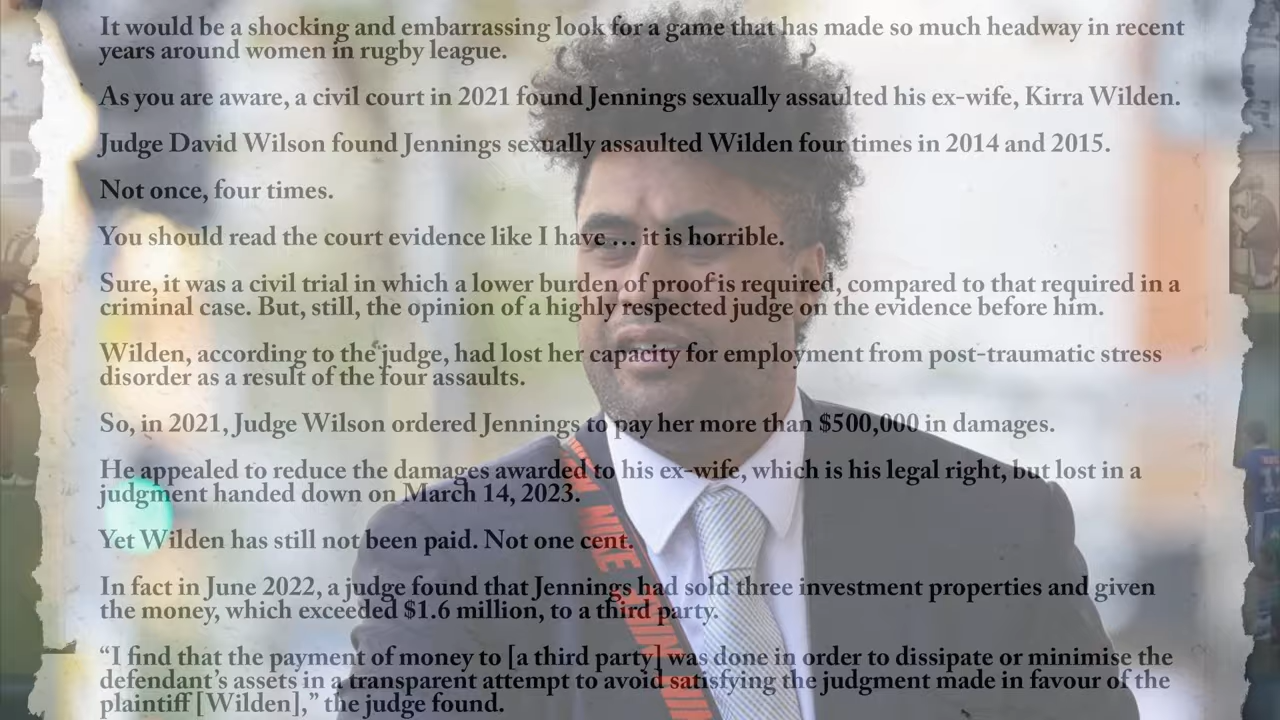 It would be a shocking and embarrassing look for a game that has made so much headway in recent
years around women in rugby league.
As you are aware, a civil court in 2021 found Jennings sexually assaulted his ex-wife, Kirra Wilden.
Judge David Wilson found Jennings sexually assaulted Wilden four times in 2014 and 2015.
Not once, four times.
You should read the court evidence like I have … it is horrible.
Sure, it was a civil trial in which a lower burden of proof is required, compared to that required in a
criminal case. But, still, the opinion of a highly respected judge on the evidence before him.
Wilden, according to the judge, had lost her capacity for employment from post-traumatic stress
disorder as a result of the four assaults.
So, in 2021, Judge Wilson ordered Jennings to pay her more than $500,000 in damages.
He appealed to reduce the damages awarded to his ex-wife, which is his legal right, but lost in a
judgment handed down on March 14, 2023.
Yet Wilden has still not been paid. Not one cent.
In fact in June 2022, a judge found that Jennings had sold three investment properties and given
the money, which exceeded $1.6 million, to a third party.
“I find that the payment of money to [a third party] was done in order to dissipate or minimise the
defendant’s assets in a transparent attempt to avoid satisfying the judgment made in favour of the
plaintiff [Wilden],” the judge found.
NIKE